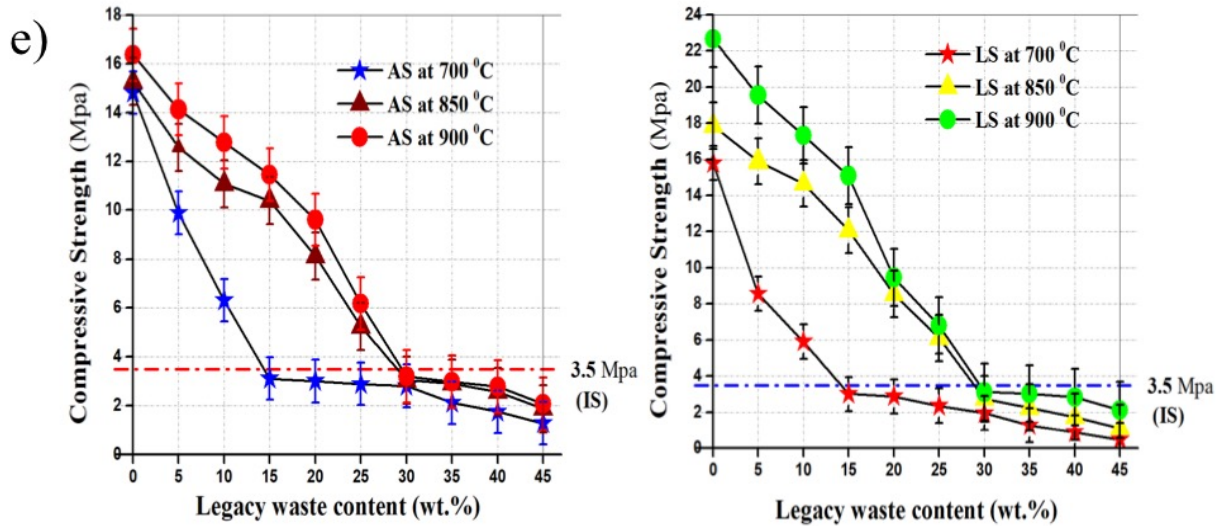 e)
18
16
14
12
10
8
6
4
2
0
Compressive Strength (Mpa)
AS at 700 ⁰C
AS at 850 ⁰C
AS at 900 ⁰C
3.5 Mpa
(IS)
0 5 10 15 20 25 30 35 40 45
Legacy waste content (wt.%)
24
22
20
18
16
14
12
10
8
6
4
2
0
Compressive Strength (Mpa)
LS at 700 ⁰C
LS at 850 ⁰C
LS at 900 ⁰C
3.5 Mpa
(IS)
0 5 10 15 20 25 30 35 40 45
Legacy waste content (wt.%)